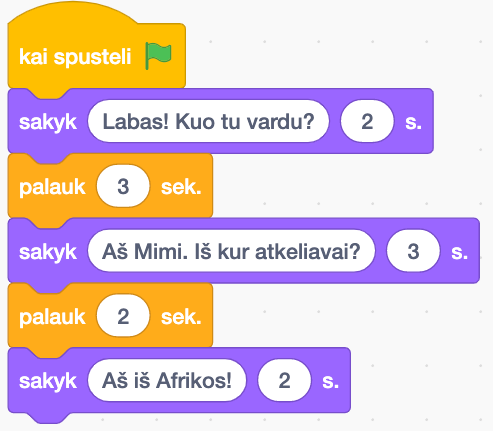 kai spusteli
sakyk Labas! Kuo tu vardu? 2 s.
palauk 3 sek.
sakyk Aš Mimi. Iš kur atkeliavai? 3 s.
palauk 2 sek.
sakyk Aš iš Afrikos! 2 s.